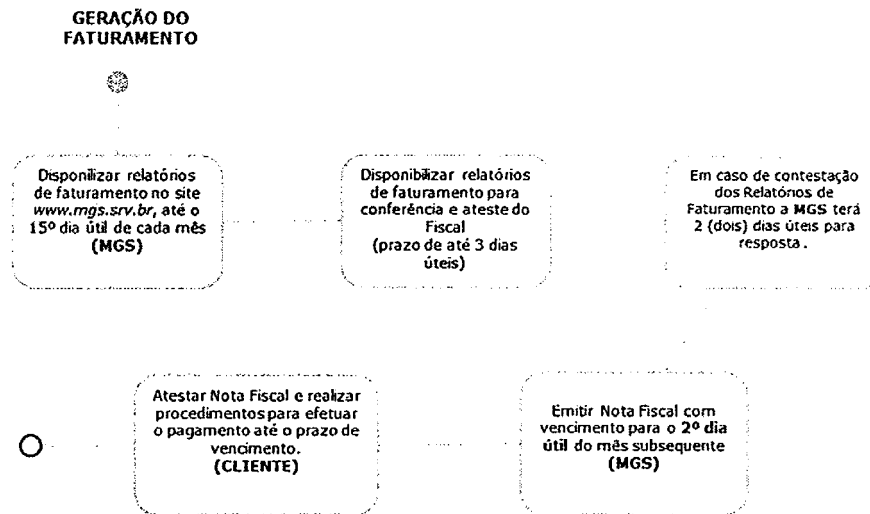 GERAÇÃO DO
FATURAMENTO
Disponilizar relatórios
de faturamento no site
www.mgs.srv.br, até o
15º dia útil de cada mês
(MGS)
Disponibilizar relatórios
de faturamento para
conferência e ateste do
Fiscal
(prazo de até 3 dias
úteis)
Em caso de contestação
dos Relatórios de
Faturamento a MGS terá
2 (dois) dias úteis para
resposta.
Atestar Nota Fiscal e realizar
procedimentos para efetuar
o pagamento até o prazo de
vencimento.
(CLIENTE)
Emitir Nota Fiscal com
vencimento para o 2º dia
útil do mês subsequente
(MGS)